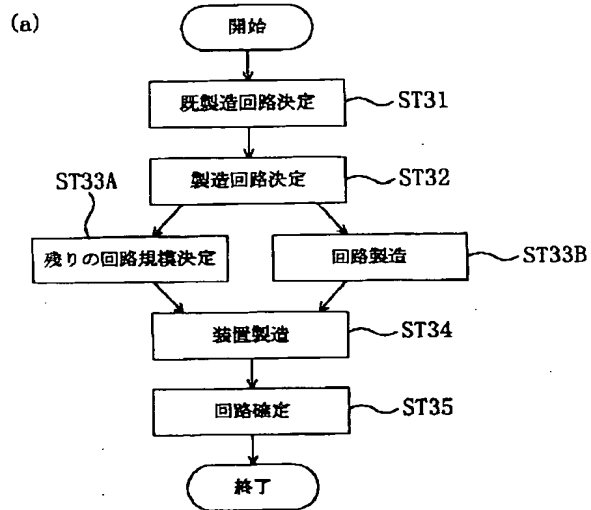 (a)
開始
既製造回路決定
ST31
製造回路決定
ST32
ST33A
残りの回路規模決定
回路製造
ST33B
装置製造
ST34
回路確定
ST35
終了